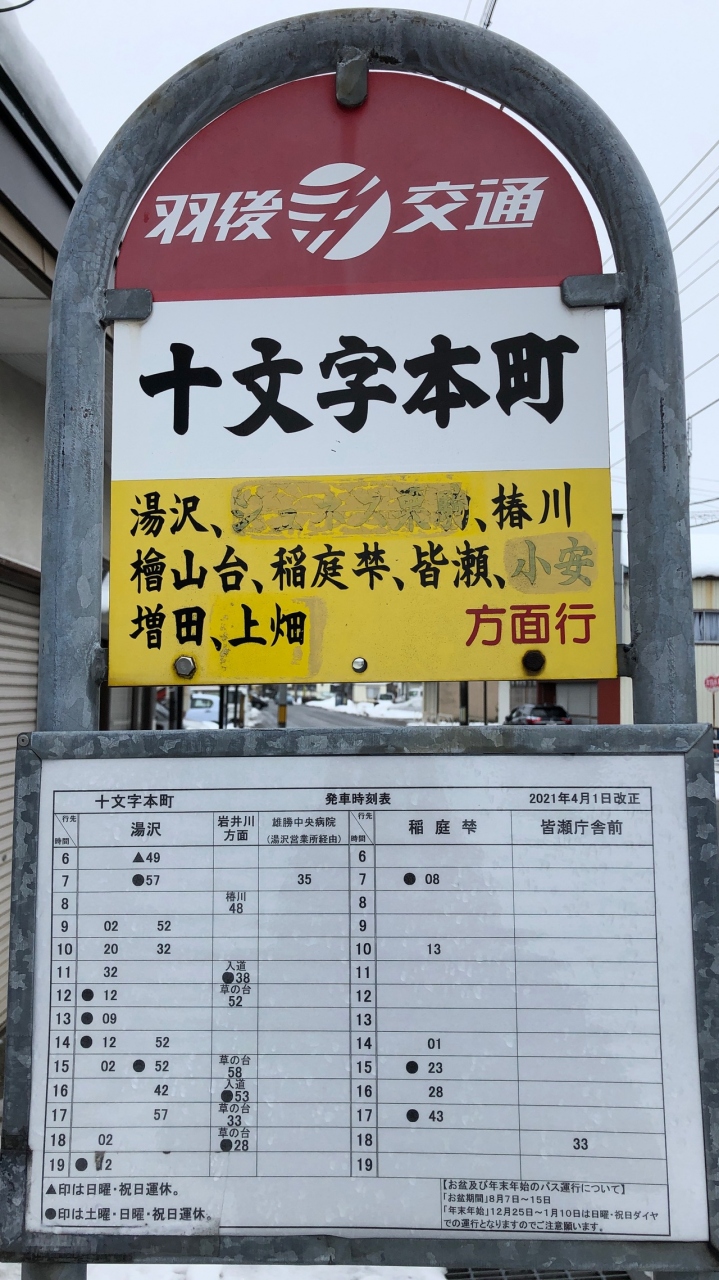 羽後交通
十文字本町
湯沢、椿川
檜山台、稲庭栚、皆瀬、小安
増田、上畑 方面行
十文字本町 発車時刻表 2021年4月1日改正
行先 時間 湯沢 岩井川方面 雄勝中央病院(湯沢営業所経由) 行先 時間 稲庭栚 皆瀬庁舎前
6 ▲49 6
7 ●57 35 7 ●08
8 椿川 48 8
9 02 52 9
10 20 32 10 13
11 32 入道 ●38 11
12 ●12 草の台 52 12
13 ●09 13
14 ●12 52 14 01
15 02 ●52 草の台 58 15 ●23
16 42 入道 ●53 16 28
17 57 草の台 33 17 ●43
18 02 草の台 ●28 18 33
19 ●12 19
▲印は日曜・祝日運休。
●印は土曜・日曜・祝日運休。
【お盆及び年末年始のバス運行について】
「お盆期間」8月7日～15日
「年末年始」12月25日～1月10日は日曜・祝日ダイヤ
での運行となりますのでご注意願います。